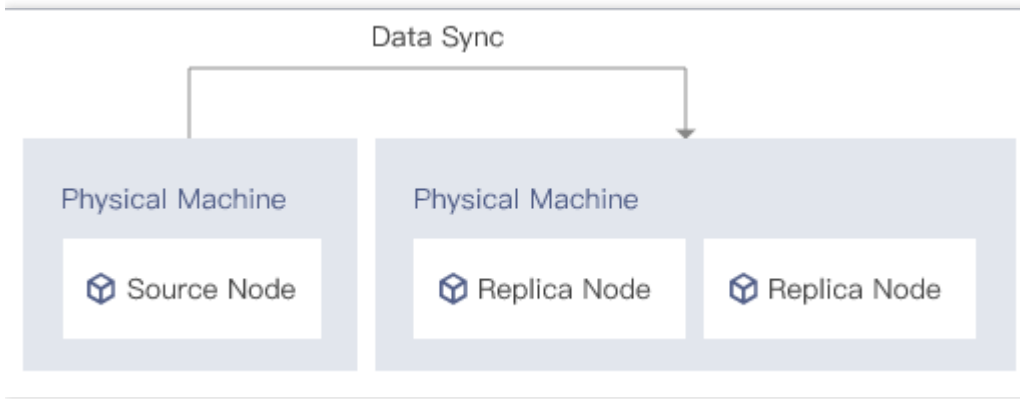 Data Sync
Physical Machine
Source Node
Physical Machine
Replica Node
Replica Node